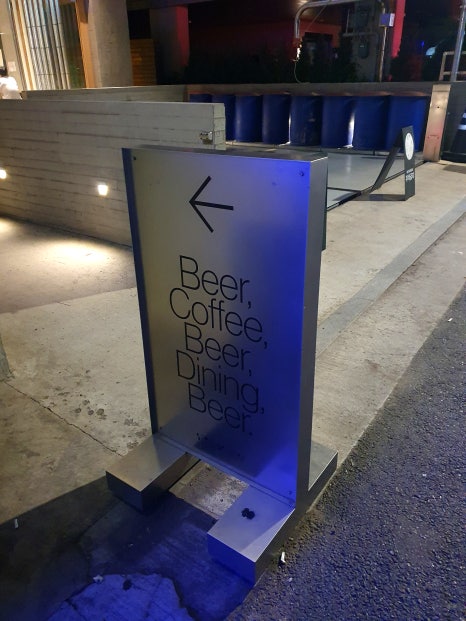 Beer,
Coffee,
Beer,
Dining,
Beer.